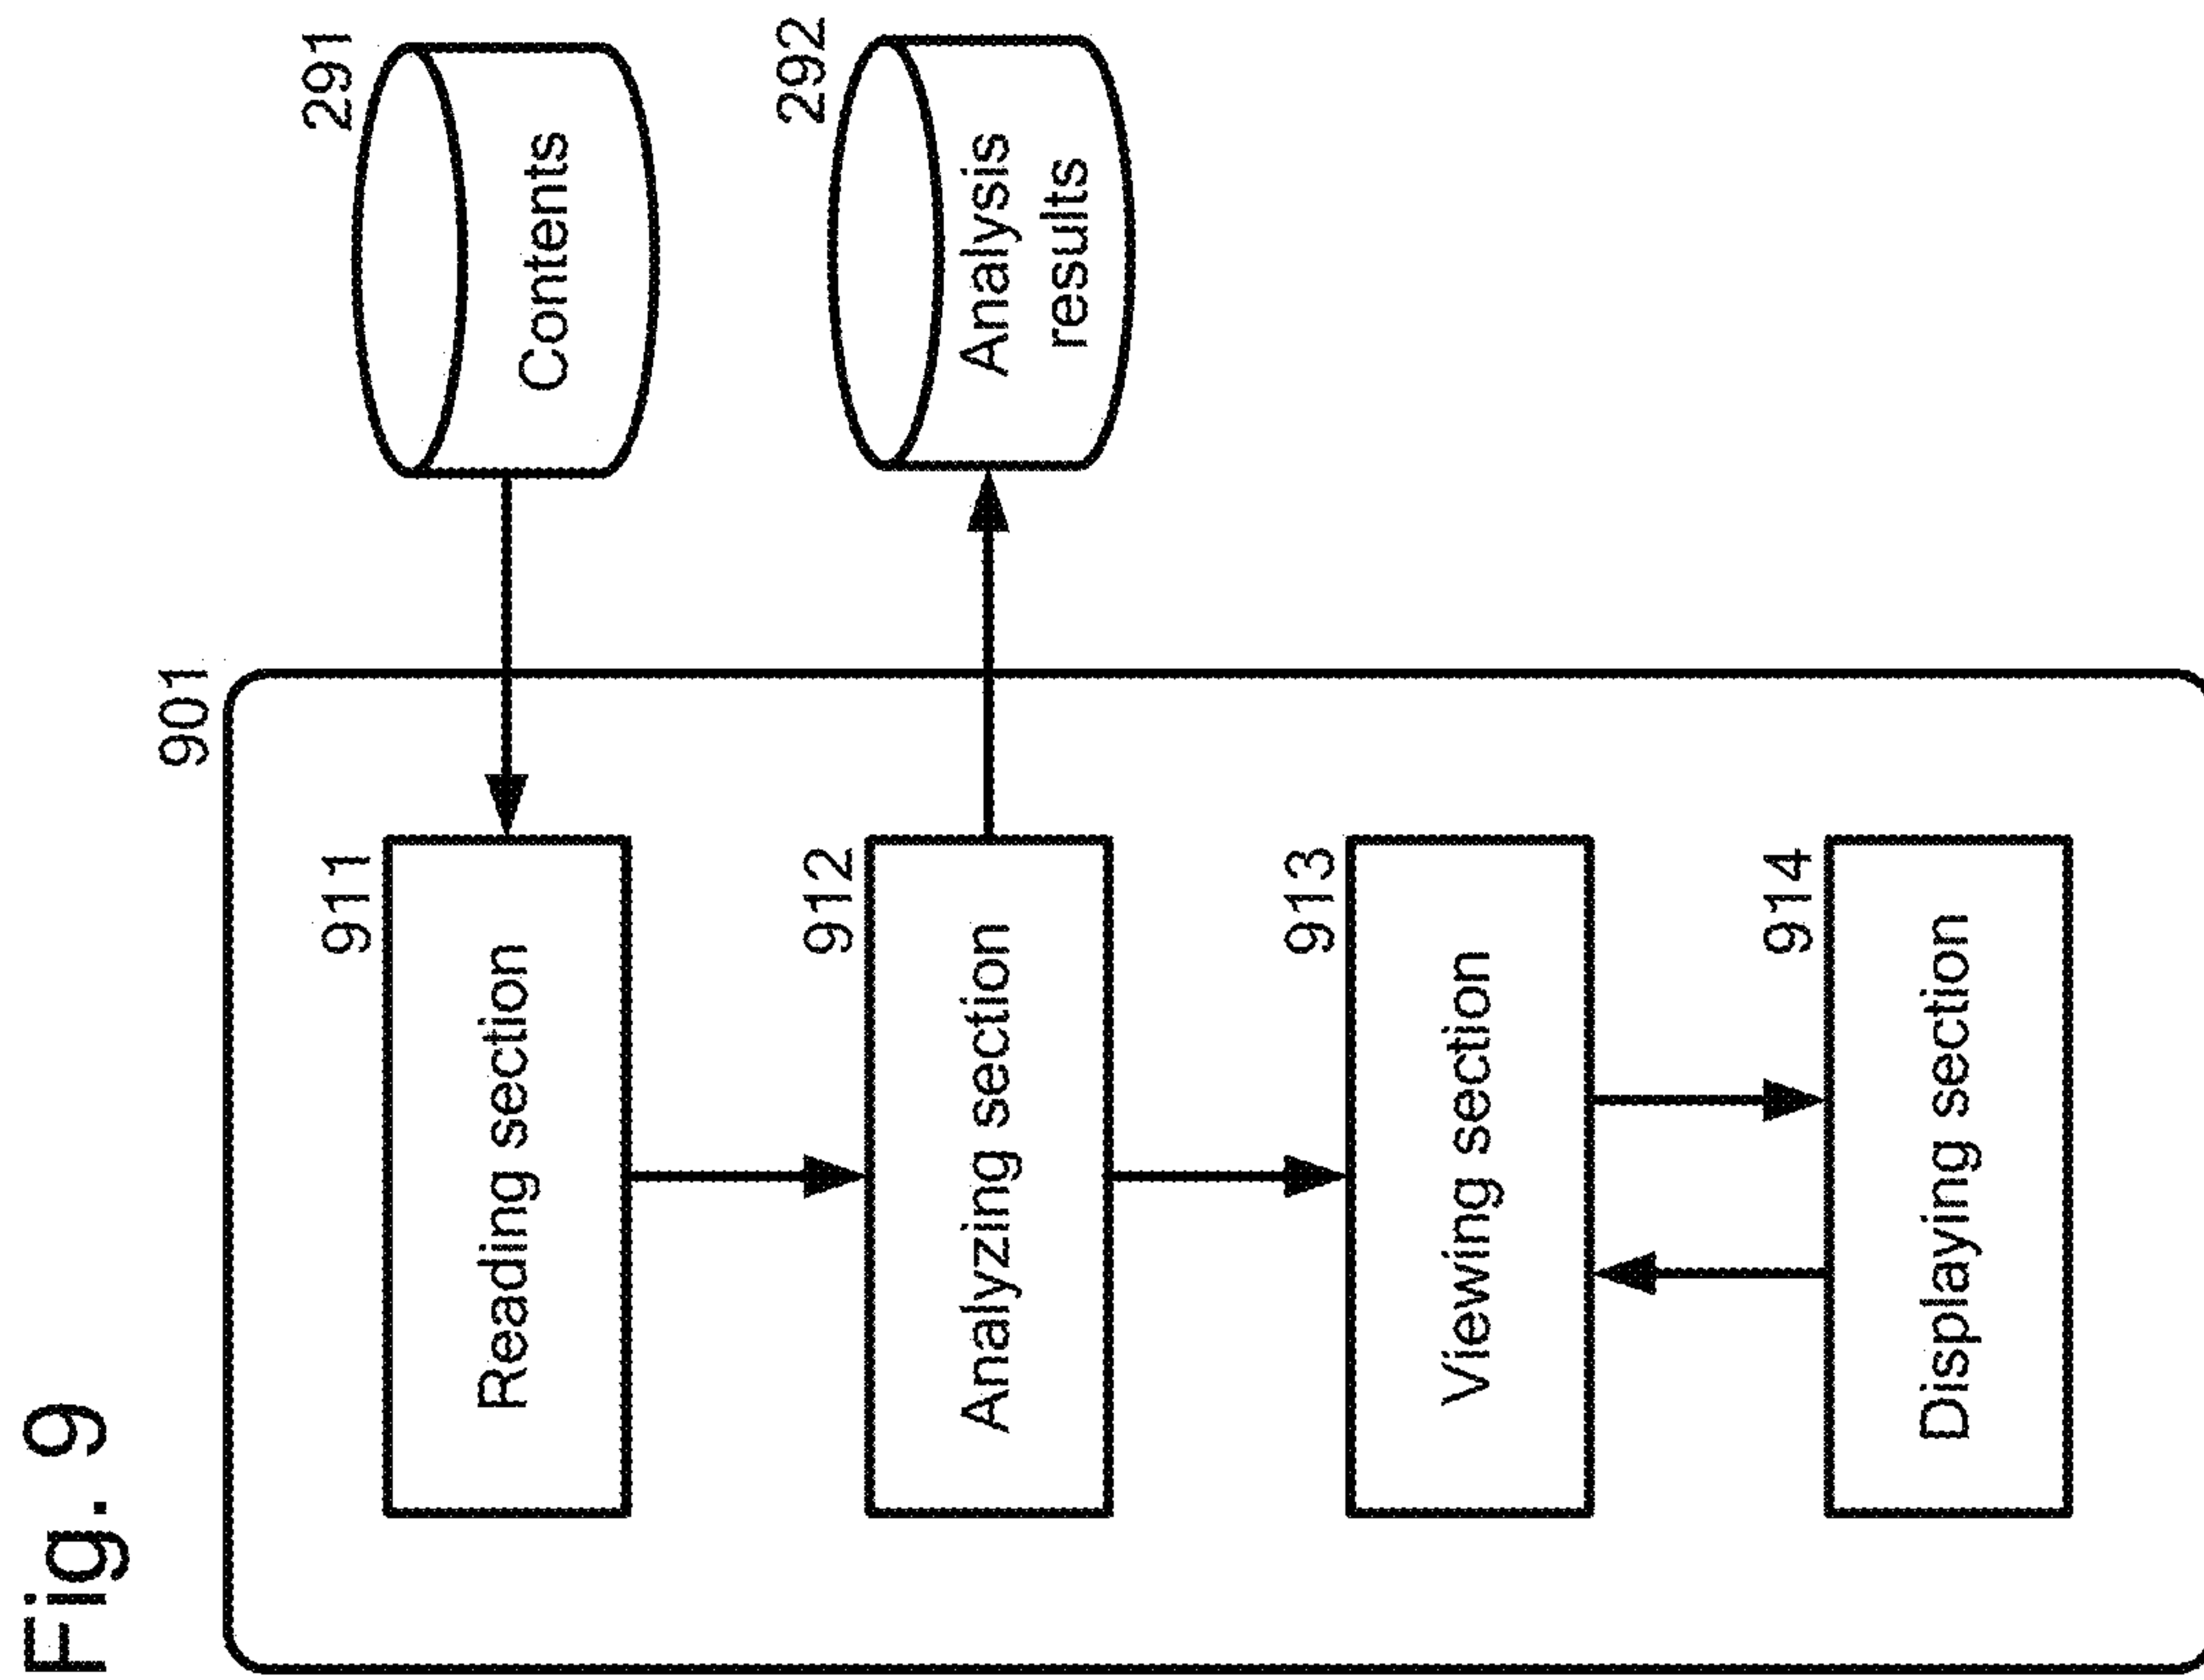 Fig. 9
901
911
Reading section
291
Contents
912
Analyzing section
292
Analysis
results
913
Viewing section
914
Displaying section